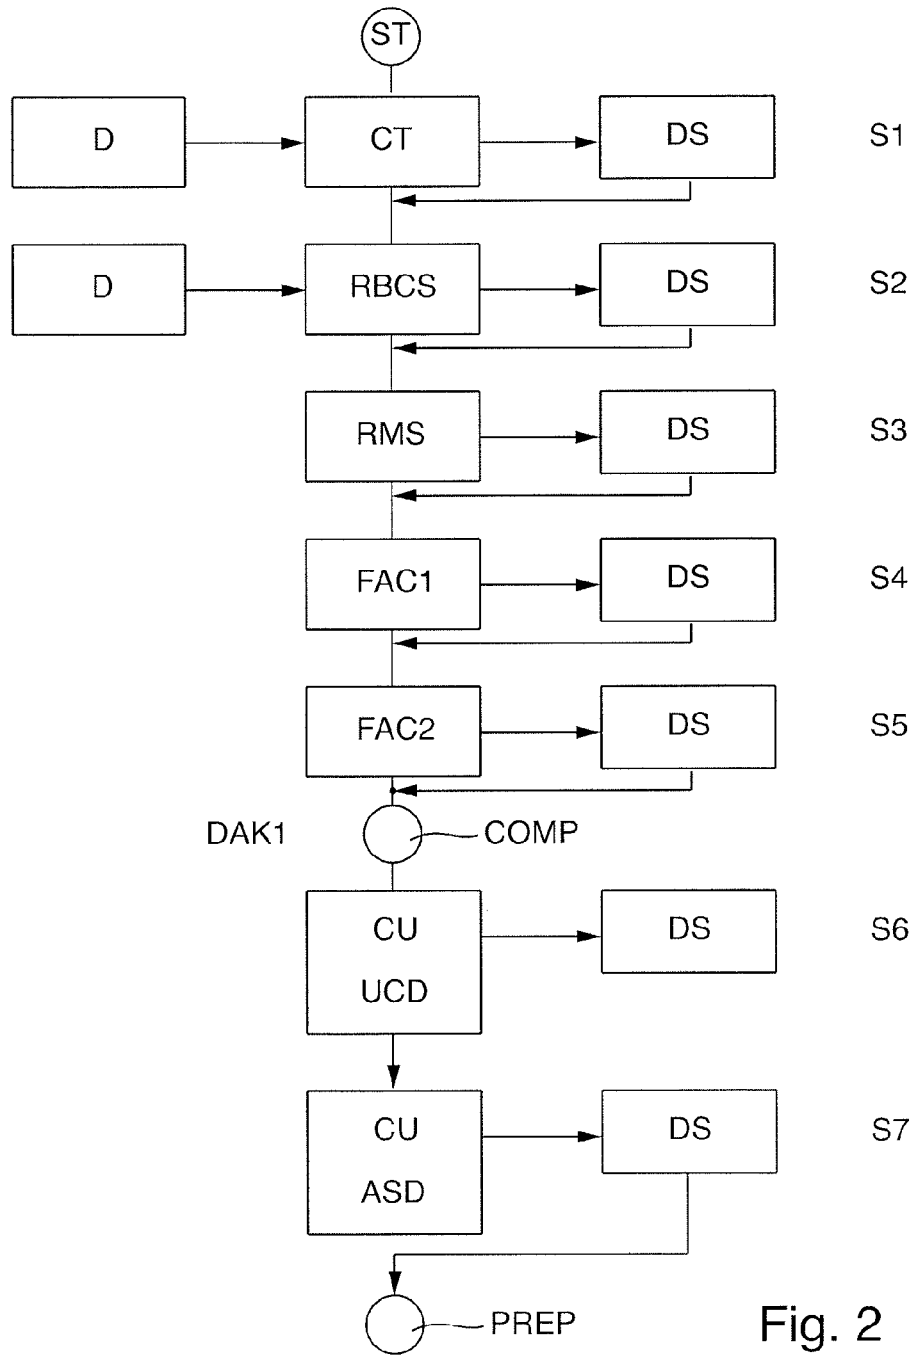 ST
D CT DS S1
D RBCS DS S2
RMS DS S3
FAC1 DS S4
FAC2 DS S5
DAK1 COMP
CU DS S6
UCD
CU DS S7
ASD
PREP
Fig. 2